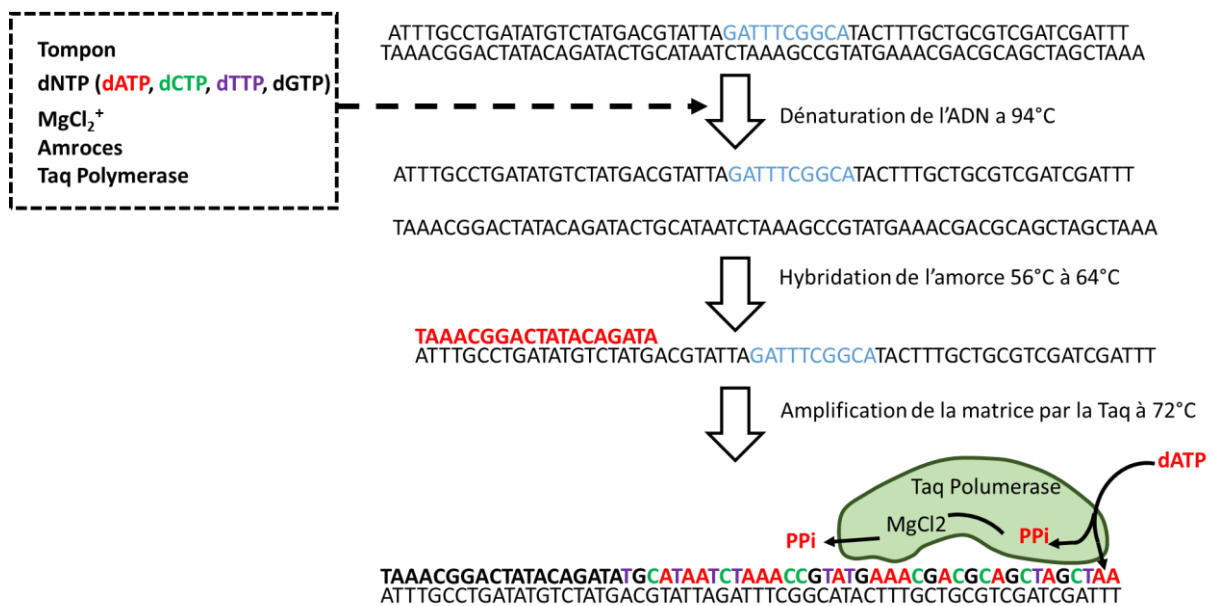 Tompon
dNTP (dATP, dCTP, dTTP, dGTP)
MgCl₂⁺
Amroces
Taq Polymerase
ATTTGCCTGATATGTCTATGACGTATTAGATTTCGGCATACTTTGCTGCGTCGATCGATTT
TAAACGGACTATACAGATACTGCATAATCTAAAGCCGTATGAAACGACGCAGCTAGCTAAA
Dénaturation de l'ADN a 94°C
ATTTGCCTGATATGTCTATGACGTATTAGATTTCGGCATACTTTGCTGCGTCGATCGATTT
TAAACGGACTATACAGATACTGCATAATCTAAAGCCGTATGAAACGACGCAGCTAGCTAAA
Hybridation de l'amorce 56°C à 64°C
TAAACGGACTATACAGATA
ATTTGCCTGATATGTCTATGACGTATTAGATTTCGGCATACTTTGCTGCGTCGATCGATTT
Amplification de la matrice par la Taq à 72°C
dATP
Taq Polumerase
MgCl2
PPi
PPi
TAAACGGACTATACAGATATGCATAATCTAAACCGTATGAAACGACGCAGCTAGCTAA
ATTTGCCTGATATGTCTATGACGTATTAGATTTCGGCATACTTTGCTGCGTCGATCGATTT